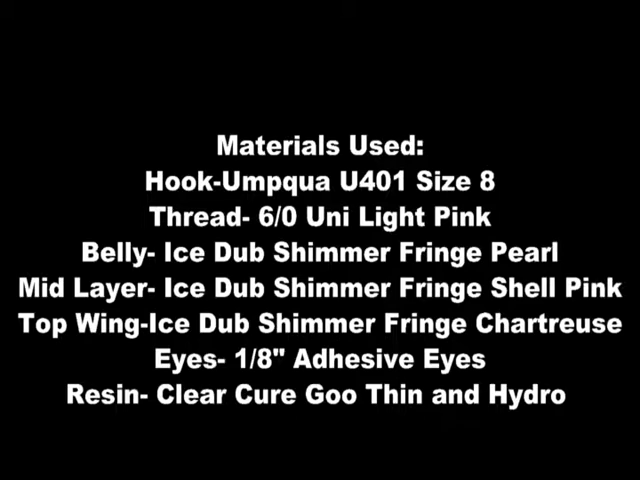 Materials Used:
Hook-Umpqua U401 Size 8
Thread- 6/0 Uni Light Pink
Belly- Ice Dub Shimmer Fringe Pearl
Mid Layer- Ice Dub Shimmer Fringe Shell Pink
Top Wing-Ice Dub Shimmer Fringe Chartreuse
Eyes- 1/8" Adhesive Eyes
Resin- Clear Cure Goo Thin and Hydro